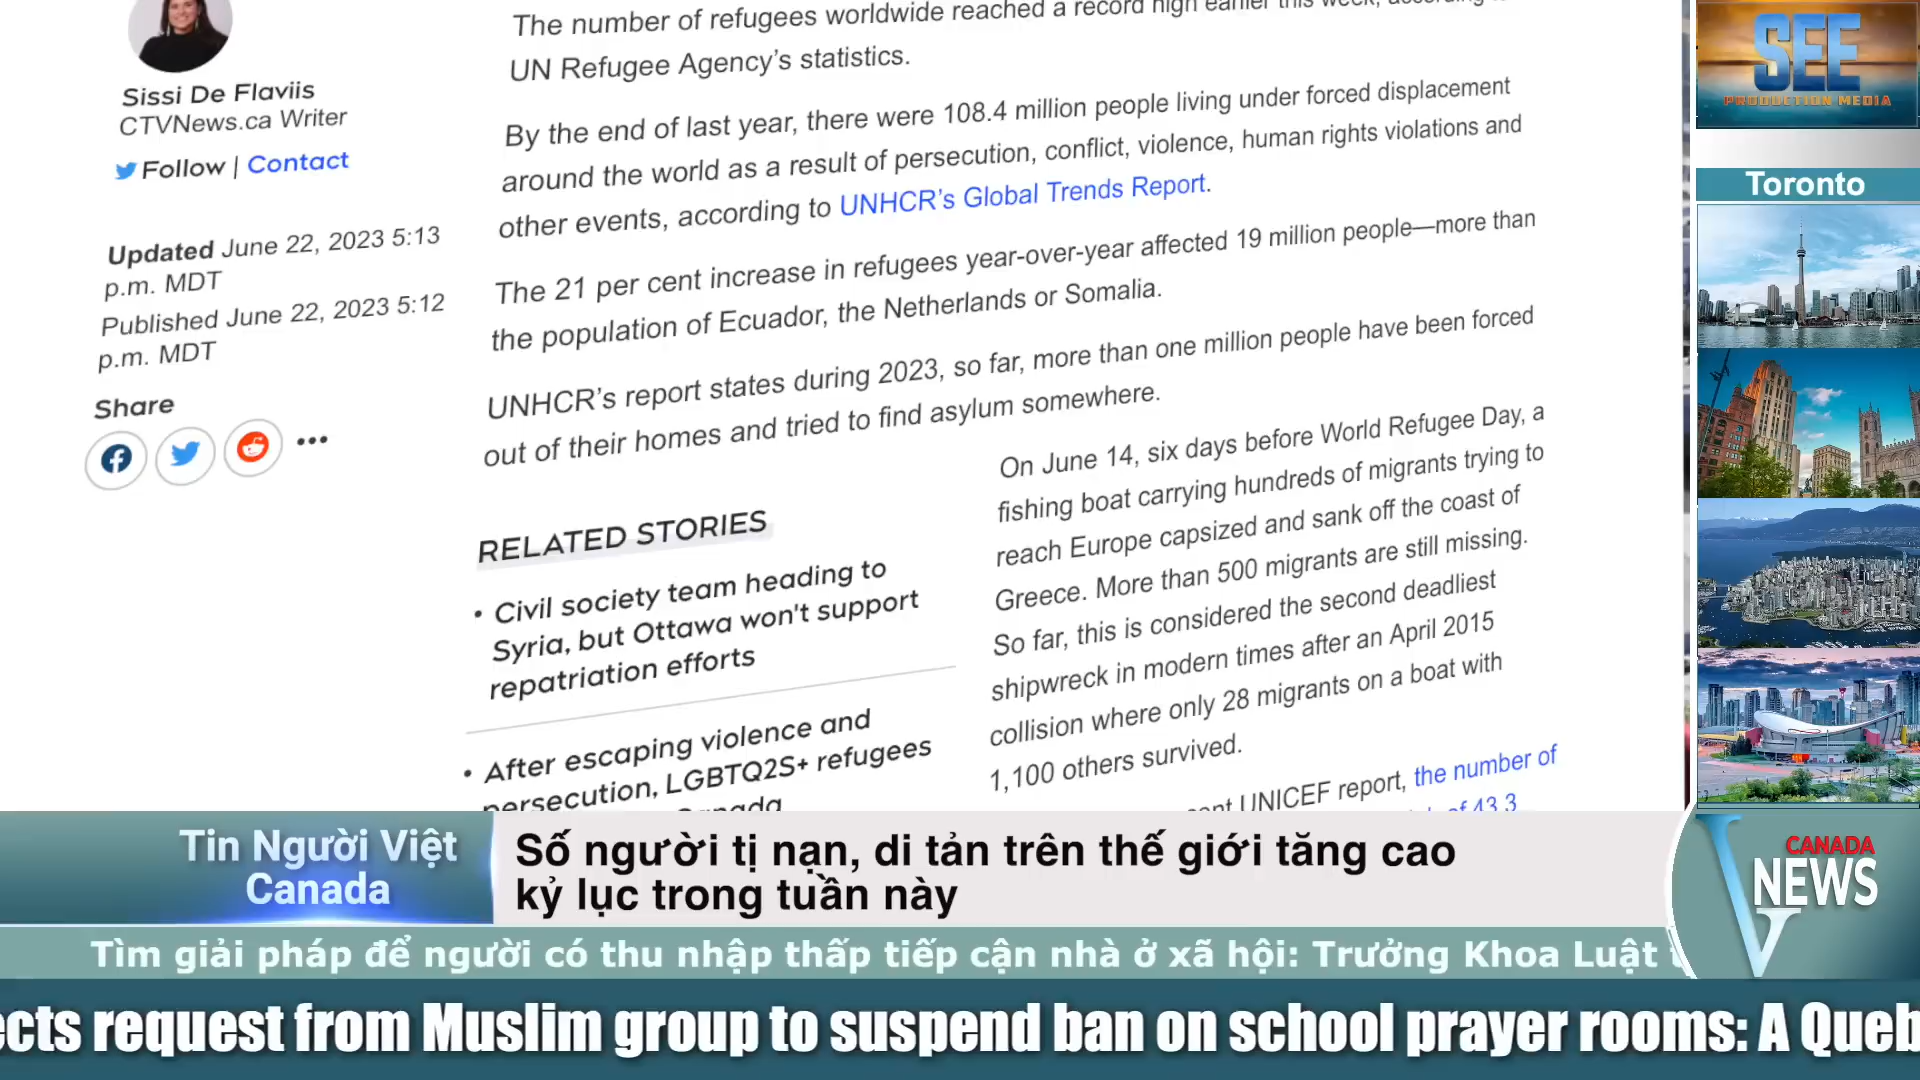 The number of refugees worldwide reached a record high earlier this week, according
UN Refugee Agency's statistics.
By the end of last year, there were 108.4 million people living under forced displacement
around the world as a result of persecution, conflict, violence, human rights violations and
other events, according to UNHCR's Global Trends Report.
The 21 per cent increase in refugees year-over-year affected 19 million people—more than
the population of Ecuador, the Netherlands or Somalia.
UNHCR's report states during 2023, so far, more than one million people have been forced
out of their homes and tried to find asylum somewhere.
Sissi De Flaviis
CTVNews.ca Writer
Follow | Contact
Updated June 22, 2023 5:13
p.m. MDT
Published June 22, 2023 5:12
p.m. MDT
Share
RELATED STORIES
• Civil society team heading to
Syria, but Ottawa won't support
repatriation efforts
• After escaping violence and
persecution, LGBTQ2S+ refugees
Canada
On June 14, six days before World Refugee Day, a
fishing boat carrying hundreds of migrants trying to
reach Europe capsized and sank off the coast of
Greece. More than 500 migrants are still missing.
So far, this is considered the second deadliest
shipwreck in modern times after an April 2015
collision where only 28 migrants on a boat with
1,100 others survived.
UNICEF report, the number of
of 43.3
SEE
PRODUCTION MEDIA
Toronto
Tin Người Việt
Canada
Số người tị nạn, di tản trên thế giới tăng cao
kỷ lục trong tuần này
CANADA
NEWS
V
Tìm giải pháp để người có thu nhập thấp tiếp cận nhà ở xã hội: Trưởng Khoa Luật
ects request from Muslim group to suspend ban on school prayer rooms: A Queb